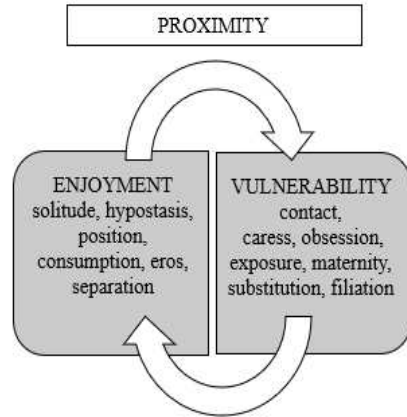 PROXIMITY
ENJOYMENT
solitude, hypostasis,
position,
consumption, eros,
separation
VULNERABILITY
contact,
caress, obsession,
exposure, maternity,
substitution, filiation